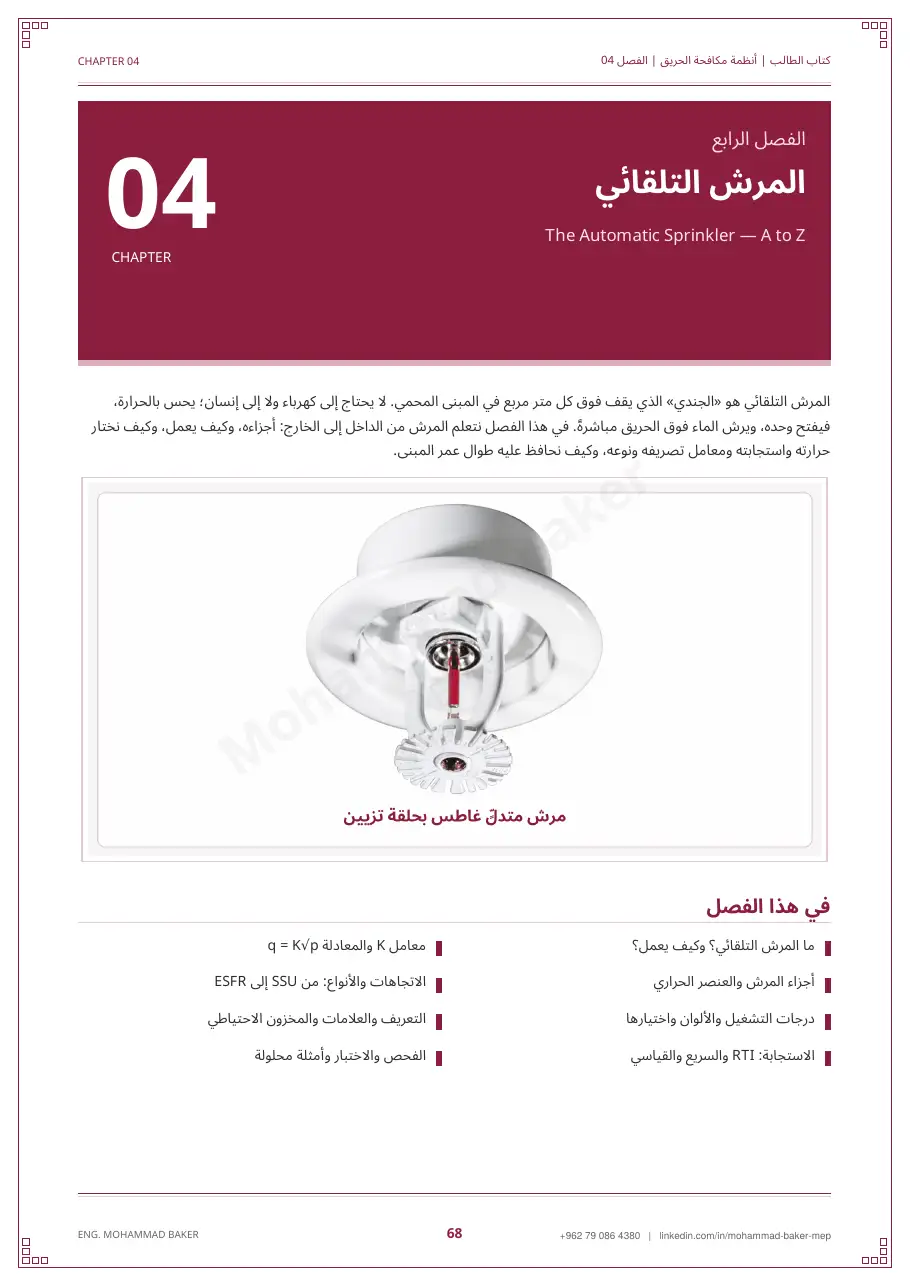 كتاب الطالب | أنظمة مكافحة الحريق | الفصل 04
CHAPTER 04
الفصل الرابع
المرش التلقائي
The Automatic Sprinkler — A to Z
04
CHAPTER
المرش التلقائي هو «الجندي» الذي يقف فوق كل متر مربع في المبنى المحمي. لا يحتاج إلى كهرباء ولا إلى إنسان؛ يحس بالحرارة،
فيفتح وحده، ويرش الماء فوق الحريق مباشرةً. في هذا الفصل نتعلم المرش من الداخل إلى الخارج: أجزاءه، وكيف يعمل، وكيف نختار
حرارته واستجابته ومعامل تصريفه ونوعه، وكيف نحافظ عليه طوال عمر المبنى.
Mohammad Baker
مرش متدلٍّ غاطس بحلقة تزيين
في هذا الفصل
ما المرش التلقائي؟ وكيف يعمل؟
أجزاء المرش والعنصر الحراري
درجات التشغيل والألوان واختيارها
الاستجابة: RTI والسريع والقياسي
معامل K والمعادلة q = K√p
الاتجاهات والأنواع: من SSU إلى ESFR
التعريف والعلامات والمخزون الاحتياطي
الفحص والاختبار وأمثلة محلولة
ENG. MOHAMMAD BAKER
68
+962 79 086 4380 | linkedin.com/in/mohammad-baker-mep